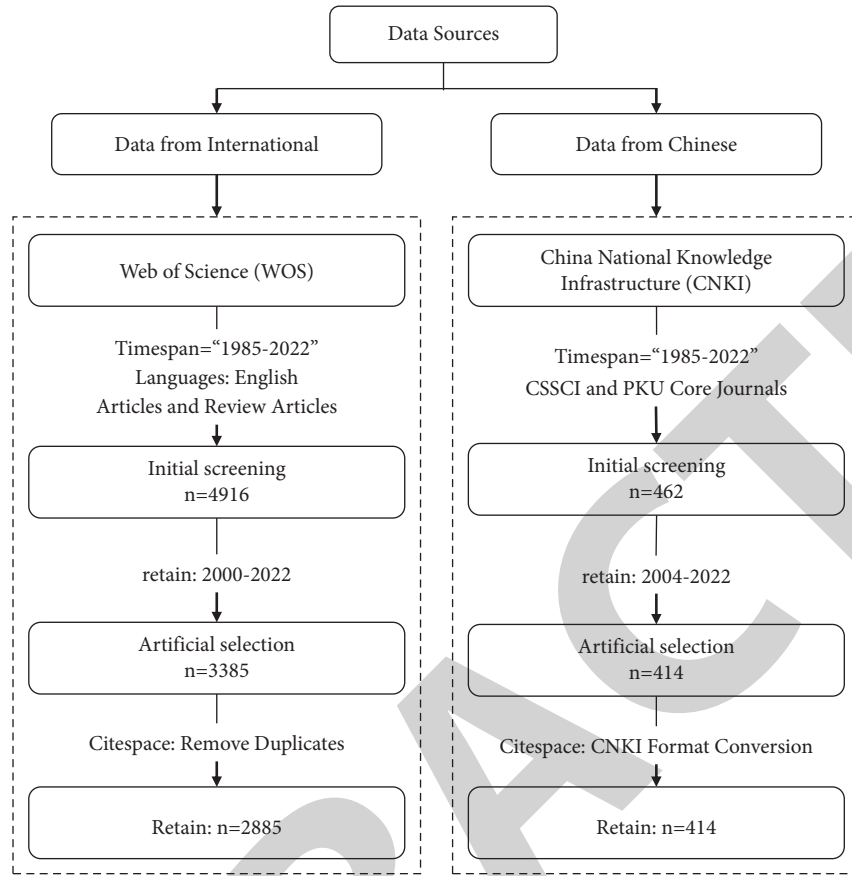 Data Sources
Data from International
Data from Chinese
Web of Science (WOS)
Timespan=“1985-2022”
Languages: English
Articles and Review Articles
Initial screening
n=4916
retain: 2000-2022
Artificial selection
n=3385
Citespace: Remove Duplicates
Retain: n=2885
China National Knowledge
Infrastructure (CNKI)
Timespan=“1985-2022”
CSSCI and PKU Core Journals
Initial screening
n=462
retain: 2004-2022
Artificial selection
n=414
Citespace: CNKI Format Conversion
Retain: n=414